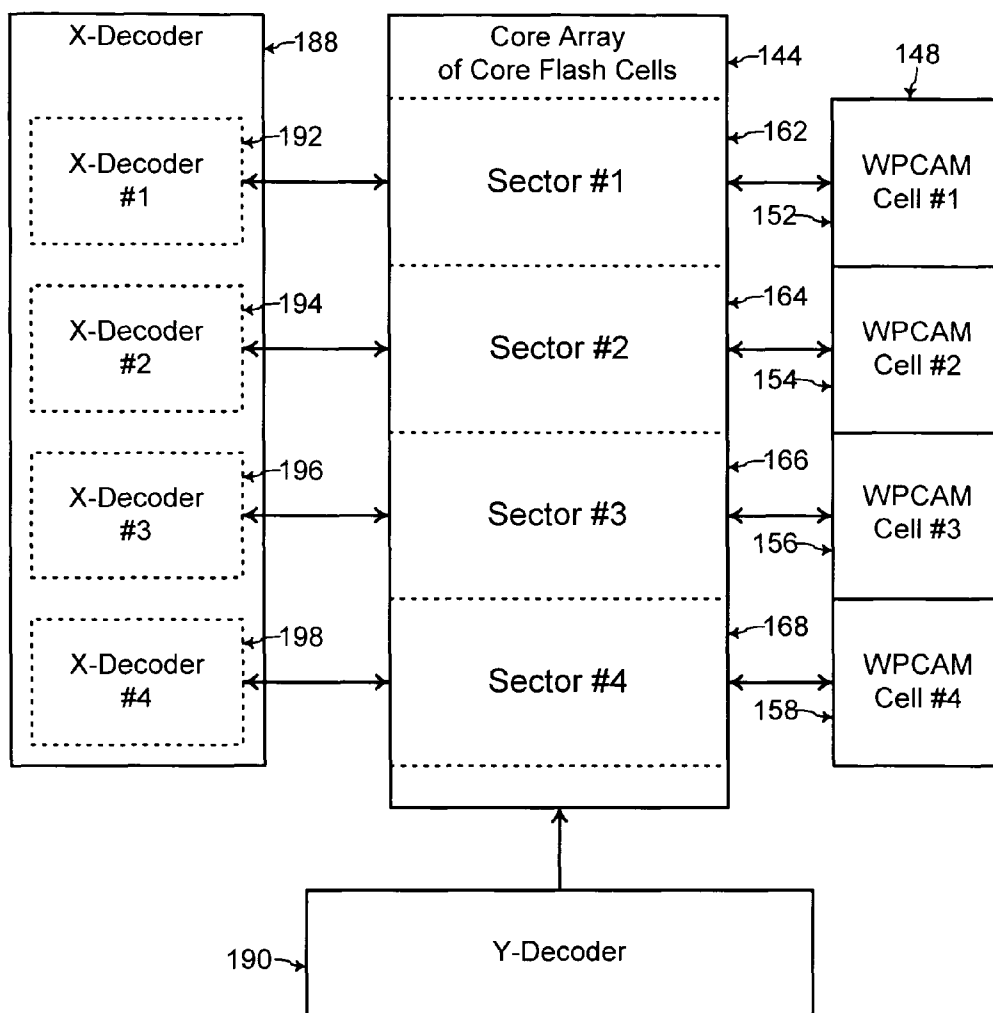 X-Decoder
188
Core Array
of Core Flash Cells
144
148
192
X-Decoder
#1
162
Sector #1
152
WPCAM
Cell #1
194
X-Decoder
#2
164
Sector #2
154
WPCAM
Cell #2
196
X-Decoder
#3
166
Sector #3
156
WPCAM
Cell #3
198
X-Decoder
#4
168
Sector #4
158
WPCAM
Cell #4
190
Y-Decoder